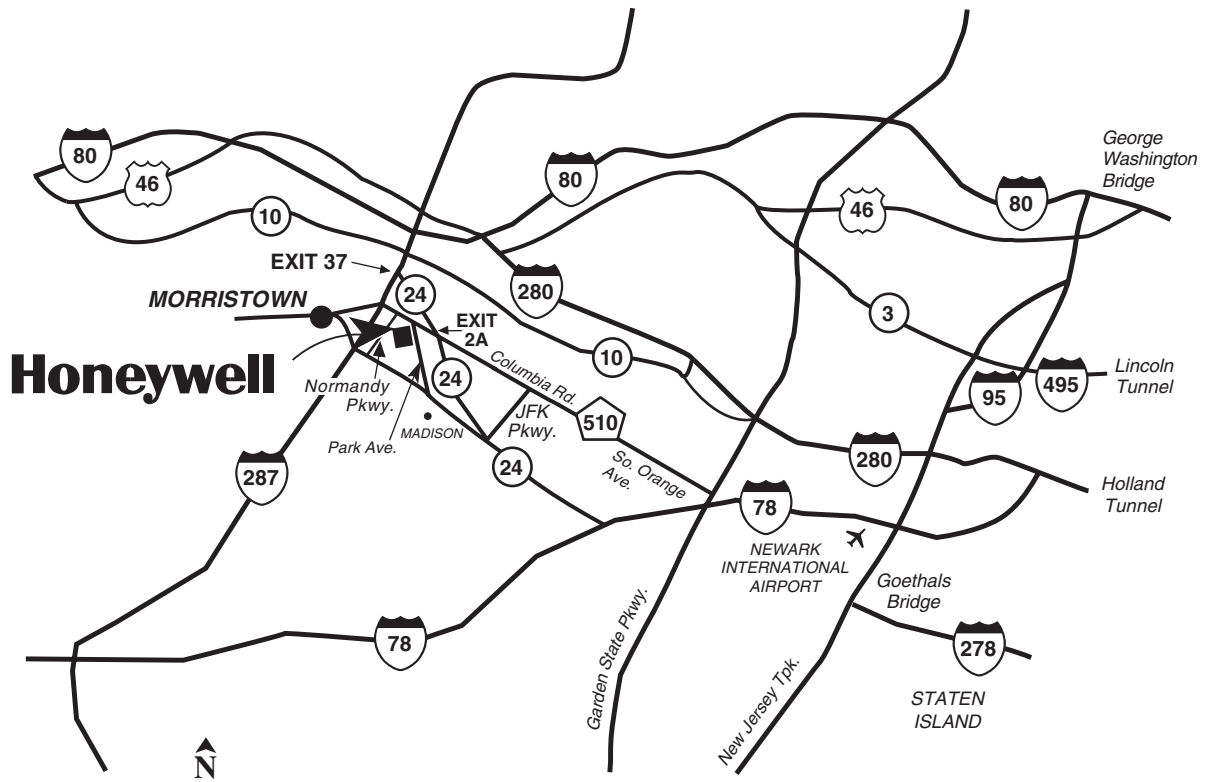 80
46
10
80
46
80
George
Washington
Bridge
EXIT 37
24
280
3
MORRISTOWN
EXIT
2A
10
Columbia Rd.
Honeywell
Normandy
Pkwy.
24
JFK
Pkwy.
510
95
495
Lincoln
Tunnel
Park Ave.
MADISON
So. Orange
Ave.
287
24
280
78
Holland
Tunnel
NEWARK
INTERNATIONAL
AIRPORT
Goethals
Bridge
78
278
Garden State Pkwy.
New Jersey Tpk.
STATEN
ISLAND
N